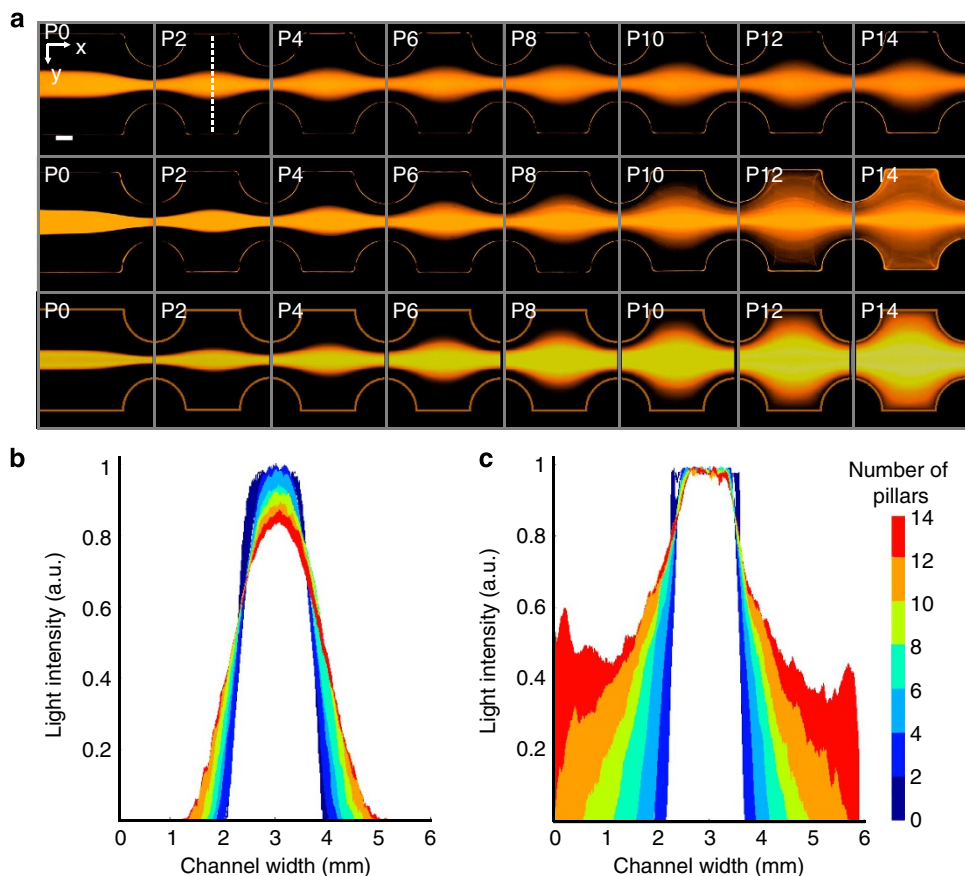 a
P0 P2 P4 P6 P8 P10 P12 P14
x
y
P0 P2 P4 P6 P8 P10 P12 P14
P0 P2 P4 P6 P8 P10 P12 P14
b
1
0.8
0.6
0.4
0.2
Light intensity (a.u.)
0 1 2 3 4 5 6
Channel width (mm)
c
1
0.8
0.6
0.4
0.2
Light intensity (a.u.)
0 1 2 3 4 5 6
Channel width (mm)
Number of
pillars
14
12
10
8
6
4
2
0